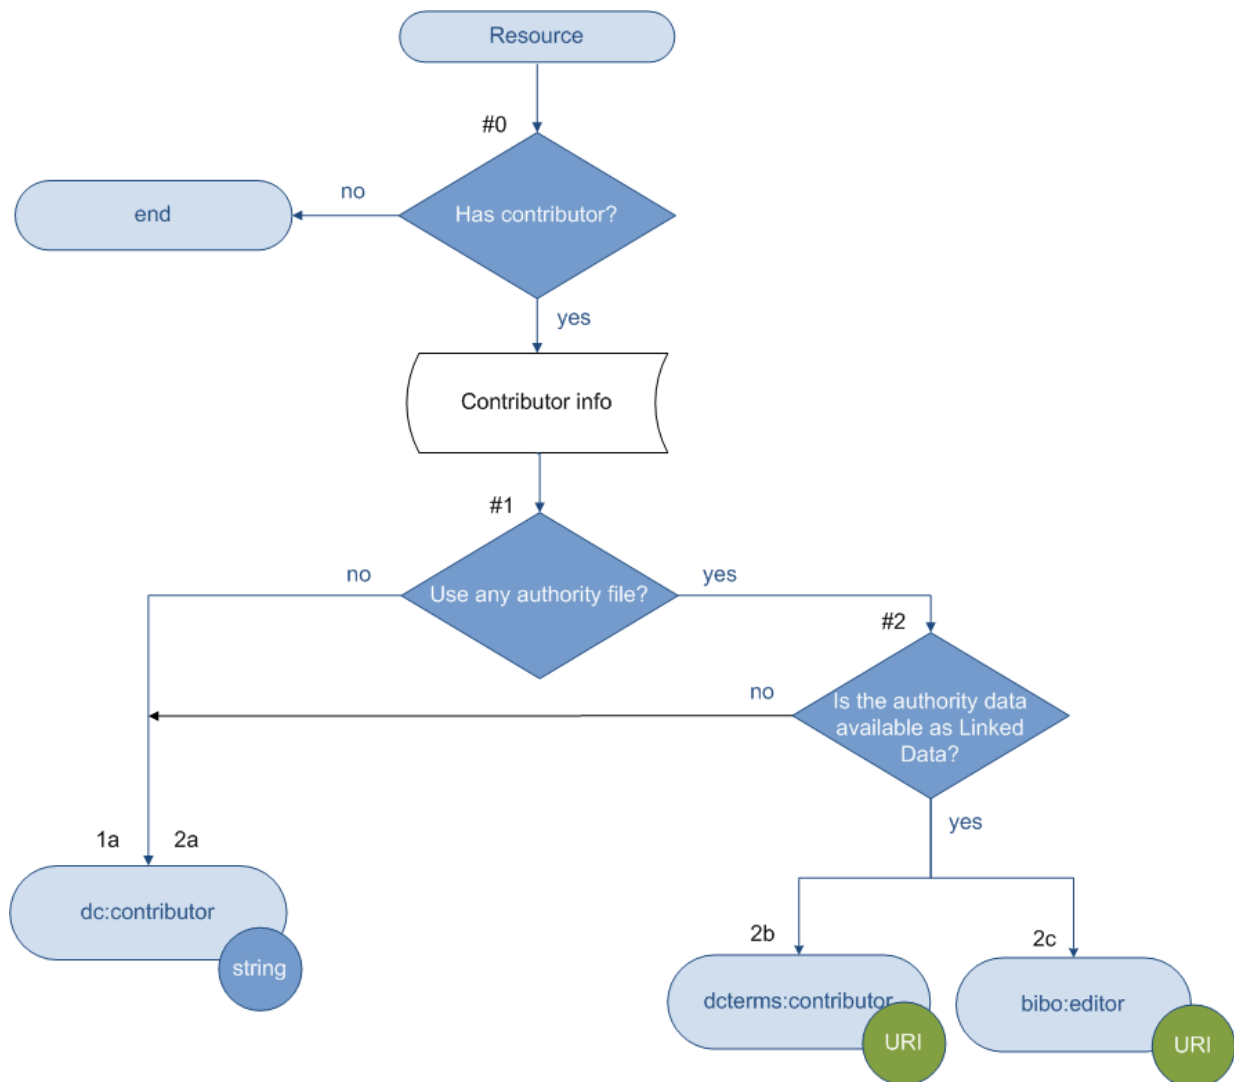 Resource
#0
Has contributor?
no
end
yes
Contributor info
#1
Use any authority file?
no
yes
#2
Is the authority data
available as Linked
Data?
no
yes
1a
2a
dc:contributor
string
2b
dcterms:contributor
URI
2c
bibo:editor
URI